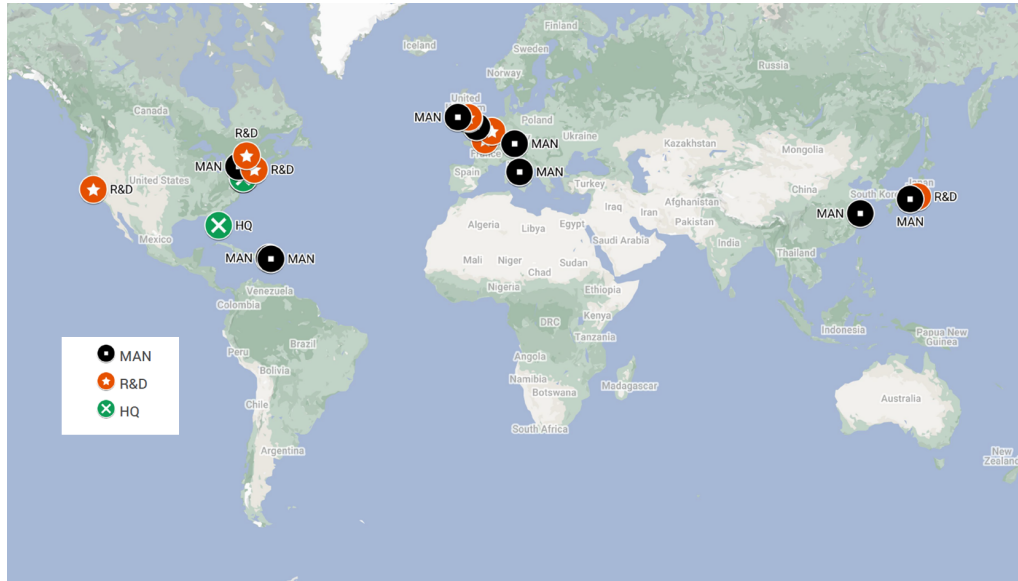 Iceland
Finland
Sweden
Norway
Russia
Canada
United
MAN
Poland
Ukraine
Kazakhstan
Mongolia
R&D
MAN
R&D
MAN
France
Spain
Turkey
China
South Korea
Japan
R&D
MAN
MAN
R&D
United States
MAN
HQ
Mexico
Algeria
Libya
Egypt
Iraq
Iran
Afghanistan
Pakistan
Saudi Arabia
India
Thailand
MAN
MAN
Mali
Niger
Chad
Sudan
Nigeria
Ethiopia
Venezuela
Colombia
DRC
Kenya
Tanzania
Indonesia
Papua New
Guinea
Peru
Brazil
Bolivia
Angola
Namibia
Botswana
Madagascar
Chile
Australia
South Africa
Argentina
New
Zealand
MAN
R&D
HQ